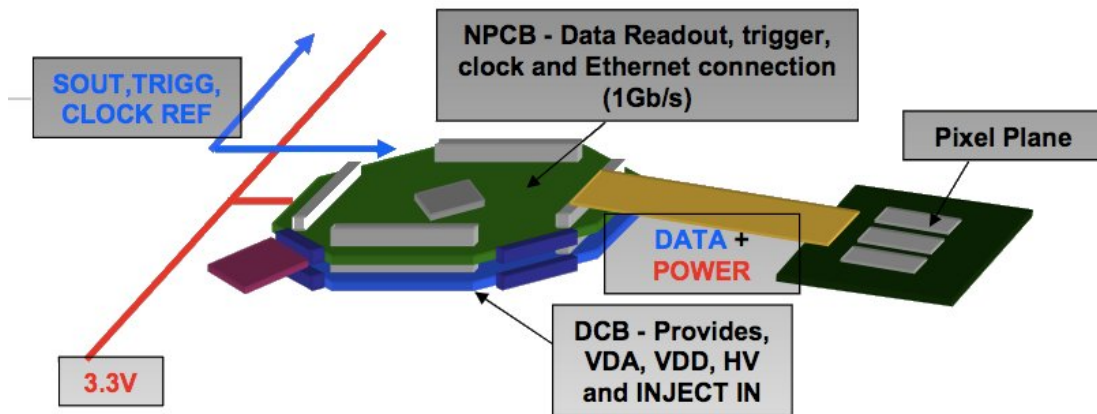 NPCB - Data Readout, trigger,
clock and Ethernet connection
(1Gb/s)
SOUT,TRIGG,
CLOCK REF
Pixel Plane
DATA +
POWER
DCB - Provides,
VDA, VDD, HV
and INJECT IN
3.3V